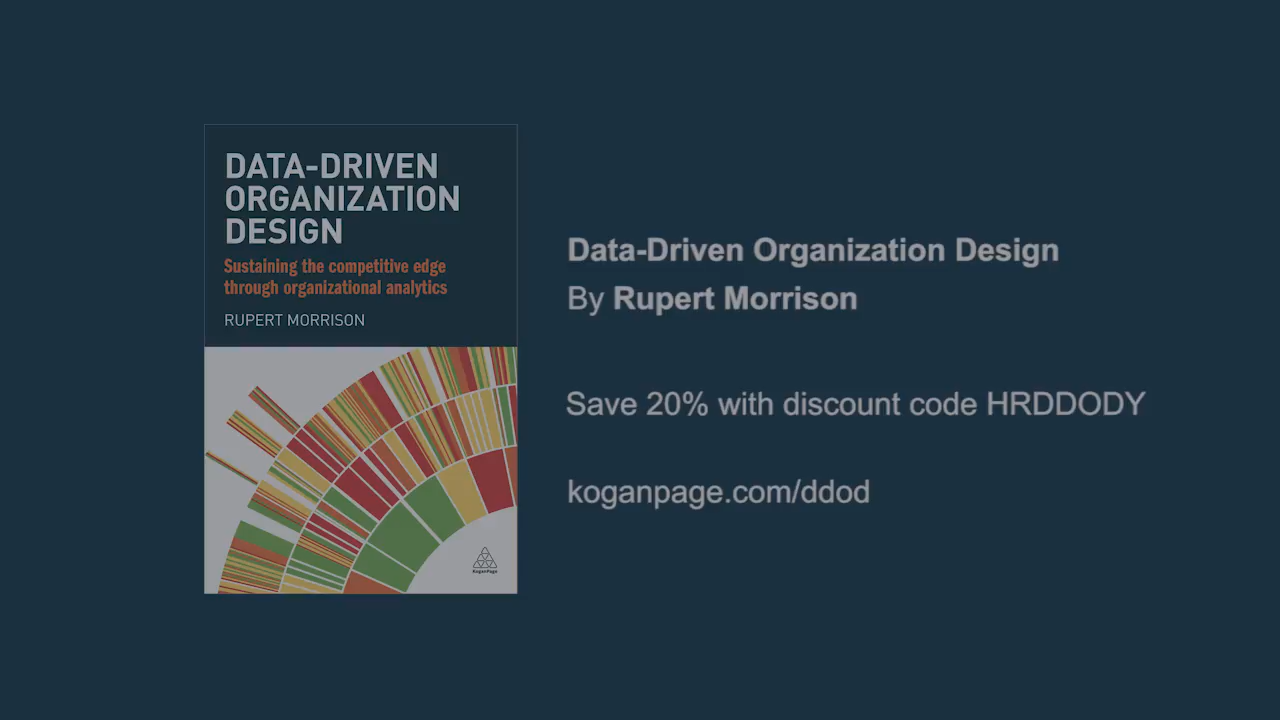 DATA-DRIVEN
ORGANIZATION
DESIGN
Sustaining the competitive edge
through organizational analytics
RUPERT MORRISON
KoganPage
Data-Driven Organization Design
By Rupert Morrison
Save 20% with discount code HRDDODY
koganpage.com/ddod